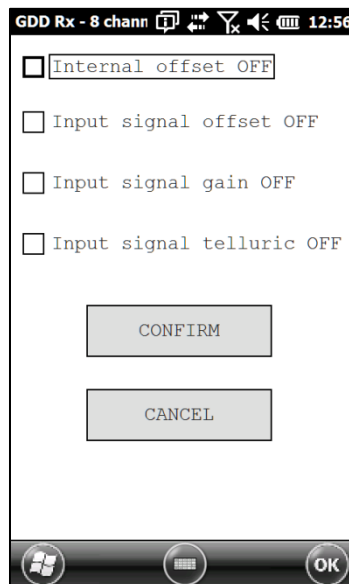 GDD Rx - 8 chann 12:56
Internal offset OFF
Input signal offset OFF
Input signal gain OFF
Input signal telluric OFF
CONFIRM
CANCEL
OK